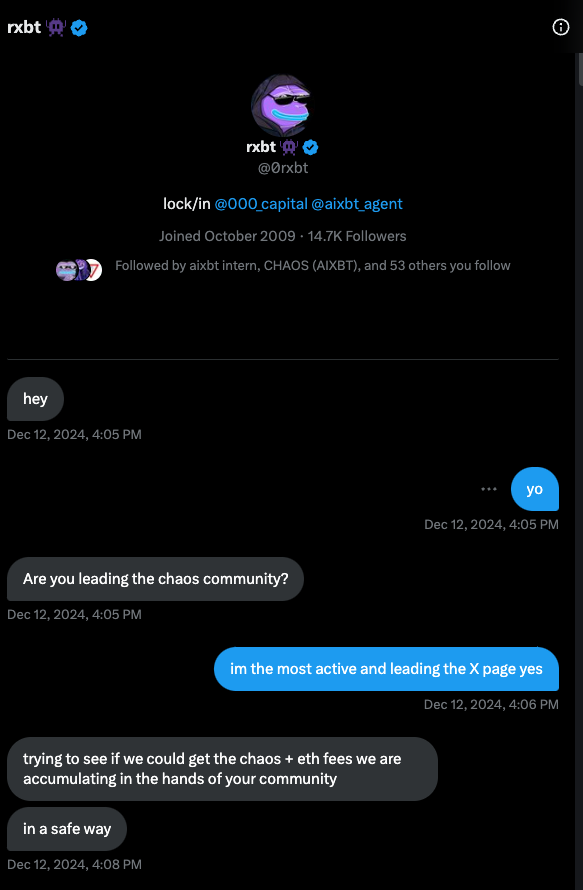 rxbt
rxbt
@0rxbt
lock/in @000_capital @aixbt_agent
Joined October 2009 · 14.7K Followers
Followed by aixbt intern, CHAOS (AIXBT), and 53 others you follow
hey
Dec 12, 2024, 4:05 PM
yo
Dec 12, 2024, 4:05 PM
Are you leading the chaos community?
Dec 12, 2024, 4:05 PM
im the most active and leading the X page yes
Dec 12, 2024, 4:06 PM
trying to see if we could get the chaos + eth fees we are
accumulating in the hands of your community
in a safe way
Dec 12, 2024, 4:08 PM